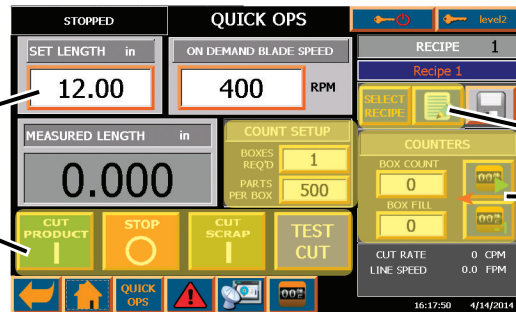 STOPPED
QUICK OPS
level2
SET LENGTH in
12.00
ON DEMAND BLADE SPEED
400 RPM
RECIPE 1
Recipe 1
SELECT
RECIPE
MEASURED LENGTH in
0.000
COUNT SETUP
BOXES
REQ'D 1
PARTS
PER BOX 500
COUNTERS
BOX COUNT
0
BOX FILL
0
002
002
CUT
PRODUCT
I
STOP
O
CUT
SCRAP
I
TEST
CUT
CUT RATE 0 CPM
LINE SPEED 0.0 FPM
QUICK
OPS
002
16:17:50 4/14/2014